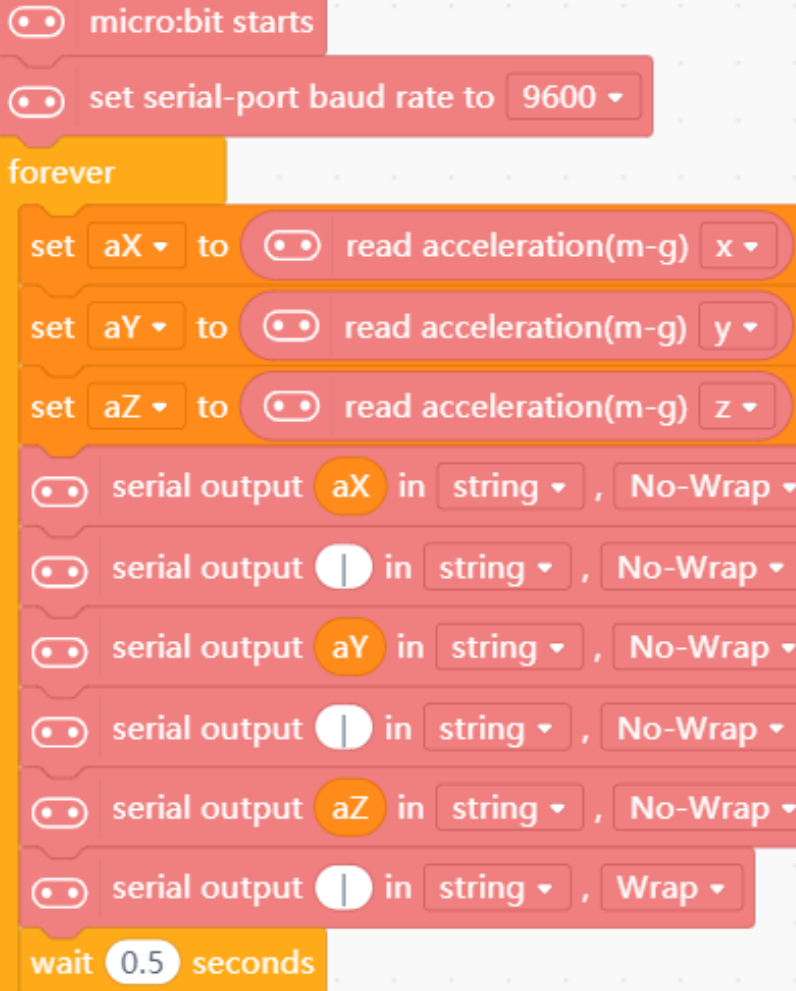 micro:bit starts
set serial-port baud rate to 9600
forever
set aX to read acceleration(m-g) x
set aY to read acceleration(m-g) y
set aZ to read acceleration(m-g) z
serial output aX in string , No-Wrap
serial output | in string , No-Wrap
serial output aY in string , No-Wrap
serial output | in string , No-Wrap
serial output aZ in string , No-Wrap
serial output | in string , Wrap
wait 0.5 seconds